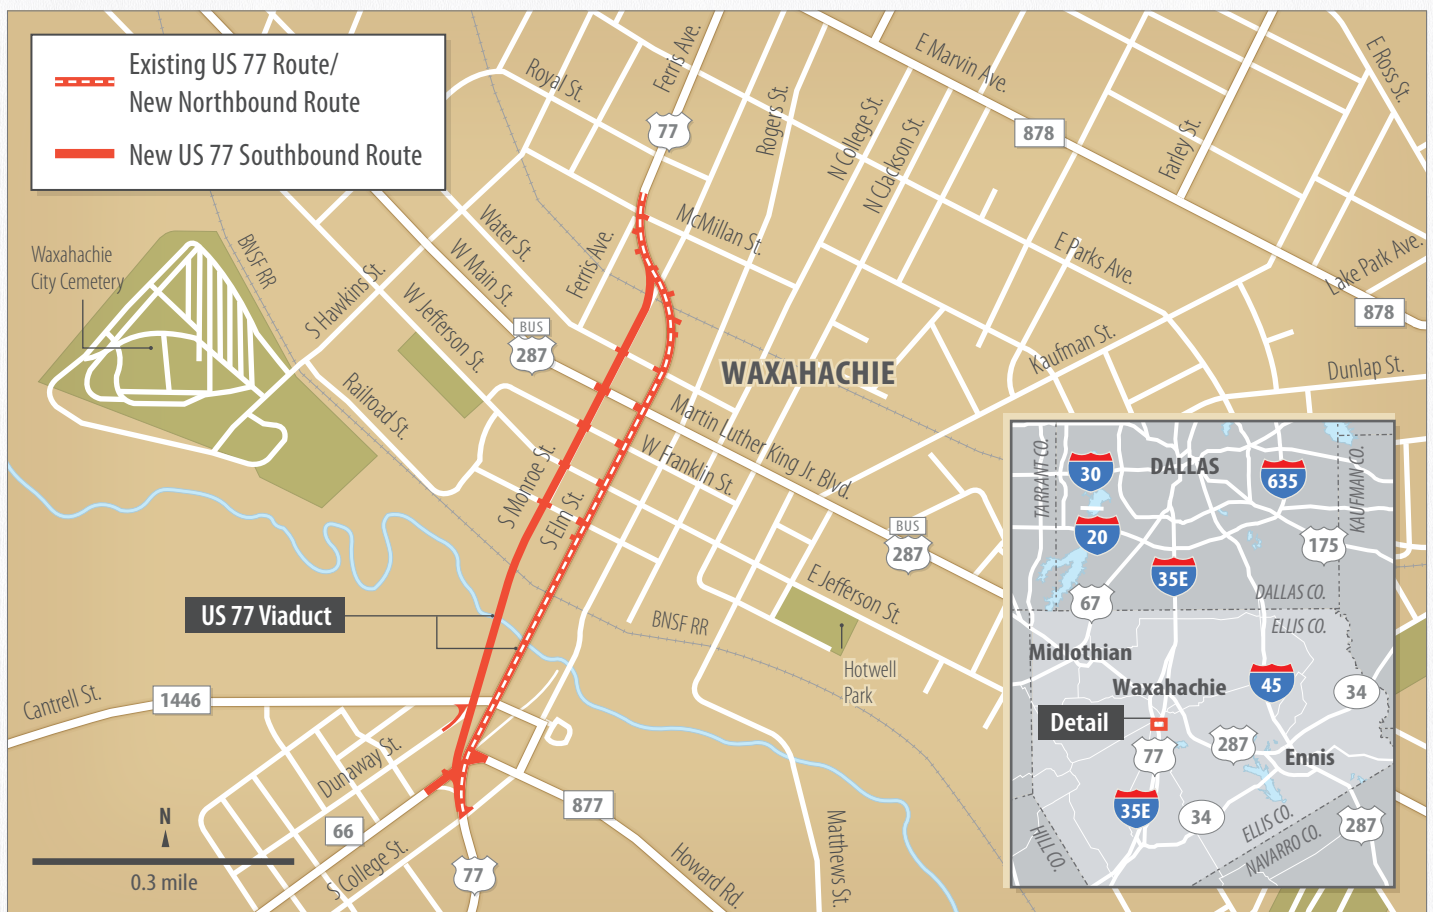 Existing US 77 Route/
New Northbound Route
New US 77 Southbound Route
Royal St.
Ferris Ave.
77
Rogers St.
N College St.
N Clackson St.
E Marvin Ave.
878
Farley St.
E Ross St.
Waxahachie
City Cemetery
BNSF RR
S Hawkins St.
Water St.
W Main St.
W Jefferson St.
Ferris Ave.
McMillan St.
E Parks Ave.
Lake Park Ave.
878
BUS
287
WAXAHACHIE
Kaufman St.
Dunlap St.
Railroad St.
S Monroe St.
S Elm St.
Martin Luther King Jr. Blvd.
W Franklin St.
BUS
287
E Jefferson St.
BNSF RR
Hotwell
Park
US 77 Viaduct
Cantrell St.
1446
Dunaway St.
66
S College St.
877
77
Howard Rd.
Matthews St.
N
0.3 mile
TARRANT CO.
30
DALLAS
635
KAUFMAN CO.
20
175
35E
67
DALLAS CO.
ELLIS CO.
Midlothian
Waxahachie
45
34
Detail
77
287
Ennis
35E
34
HILL CO.
ELLIS CO.
NAVARRO CO.
287